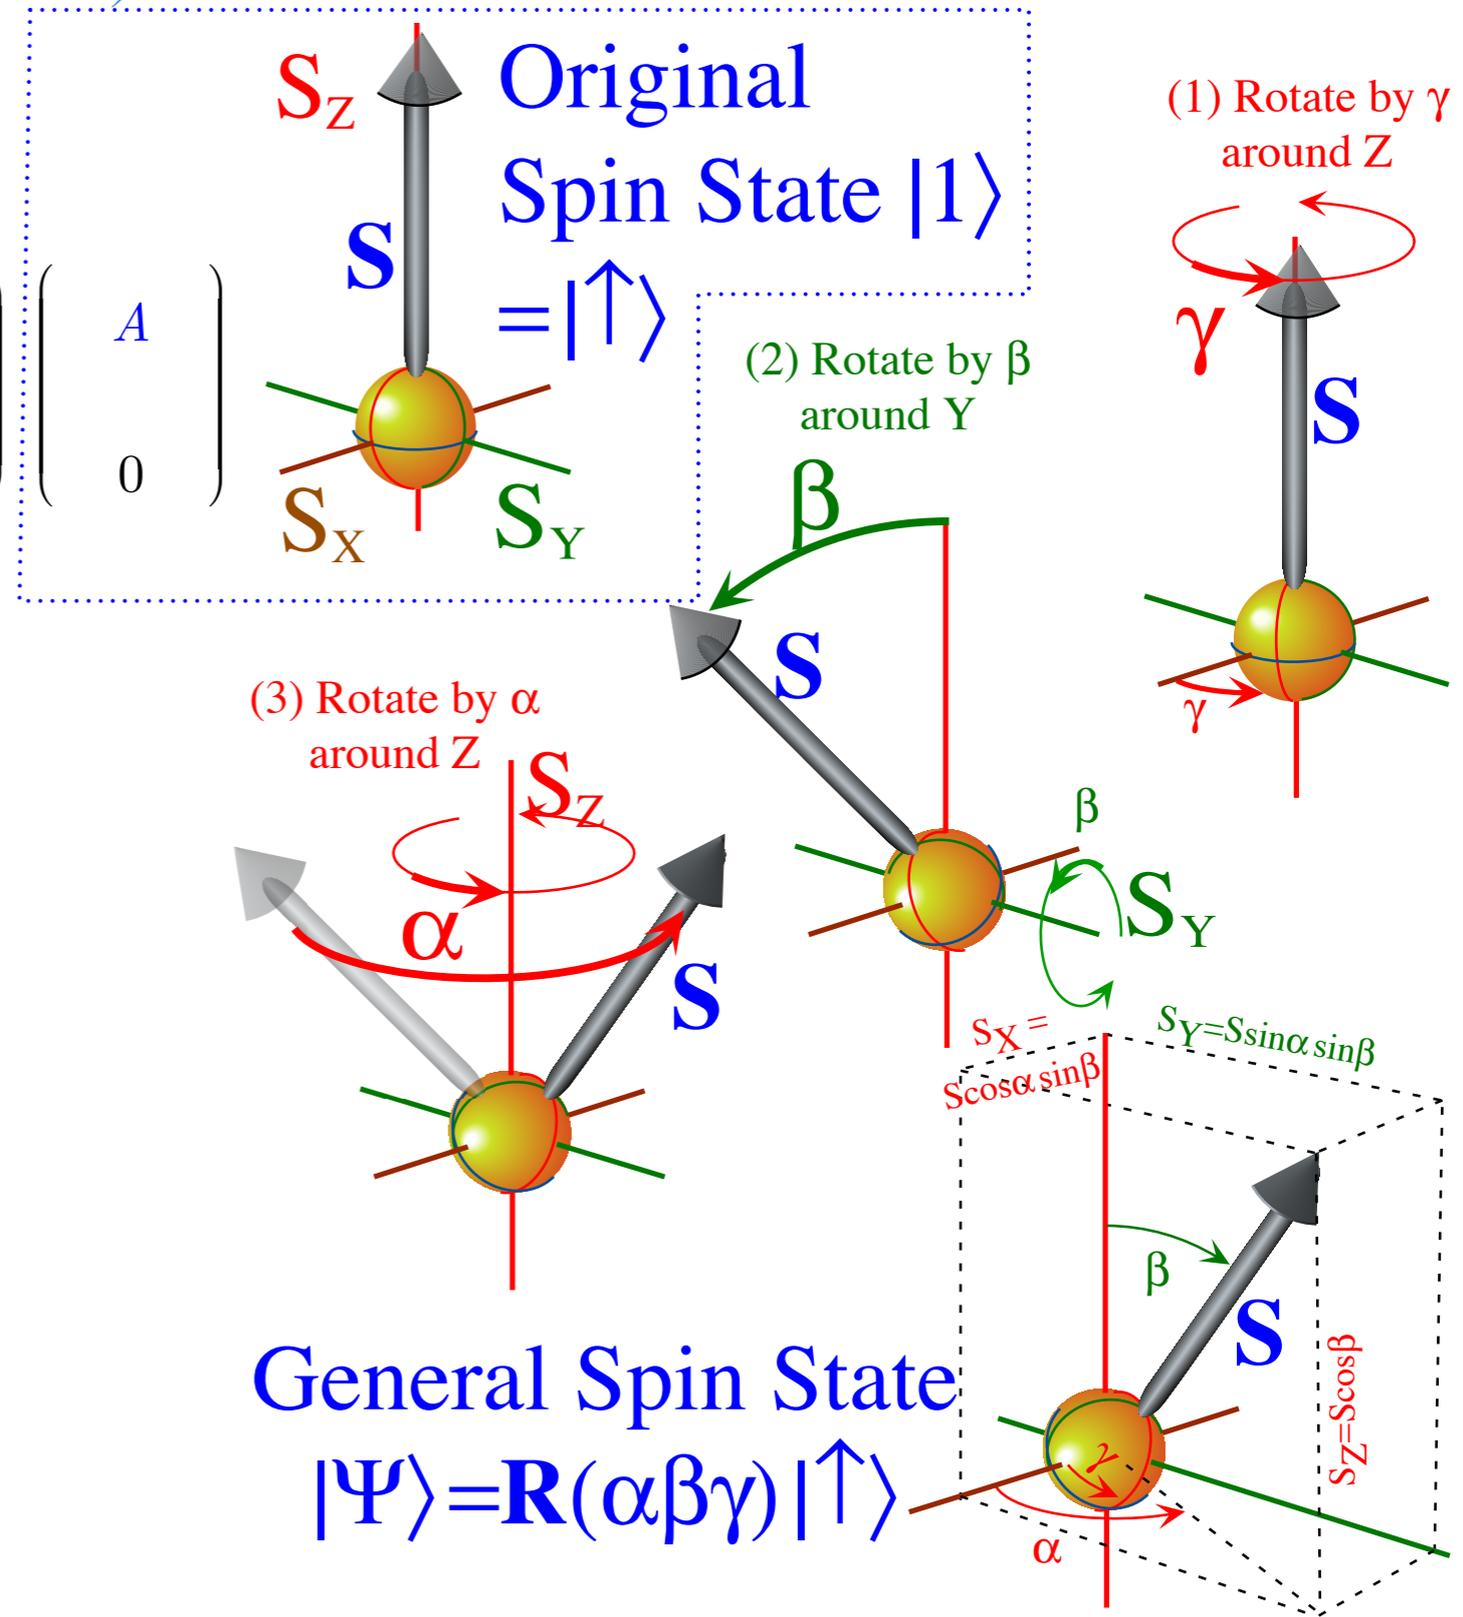 S_Z
Original
Spin State |1⟩
=|↑⟩
S
A
0
S_X
S_Y
(1) Rotate by γ
around Z
γ
S
γ
(2) Rotate by β
around Y
β
S
β
S_Y
(3) Rotate by α
around Z
S_Z
α
S
S_X =
Scosα sinβ
S_Y=Ssinα sinβ
β
S
S_Z=Scosβ
γ
α
General Spin State
|Ψ⟩=R(αβγ)|↑⟩